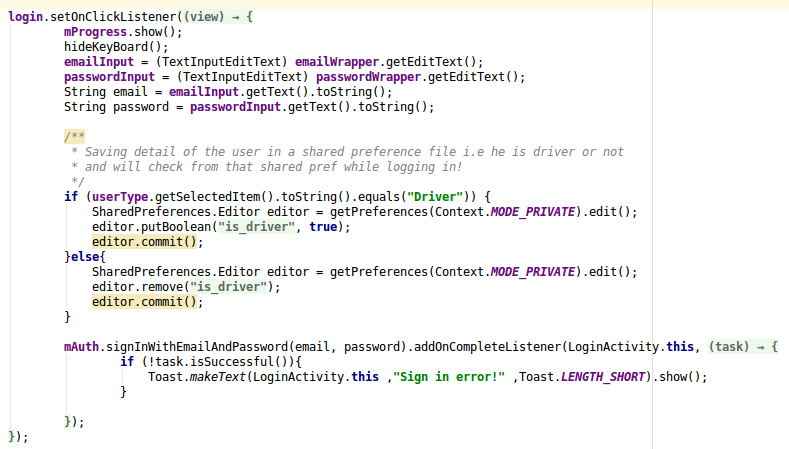 login.setOnClickListener((view) → {
        mProgress.show();
        hideKeyBoard();
        emailInput = (TextInputEditText) emailWrapper.getEditText();
        passwordInput = (TextInputEditText) passwordWrapper.getEditText();
        String email = emailInput.getText().toString();
        String password = passwordInput.getText().toString();

        /**
         * Saving detail of the user in a shared preference file i.e he is driver or not
         * and will check from that shared pref while logging in!
         */
        if (userType.getSelectedItem().toString().equals("Driver")) {
            SharedPreferences.Editor editor = getPreferences(Context.MODE_PRIVATE).edit();
            editor.putBoolean("is_driver", true);
            editor.commit();
        }else{
            SharedPreferences.Editor editor = getPreferences(Context.MODE_PRIVATE).edit();
            editor.remove("is_driver");
            editor.commit();
        }

        mAuth.signInWithEmailAndPassword(email, password).addOnCompleteListener(LoginActivity.this, (task) → {
                if (!task.isSuccessful()){
                    Toast.makeText(LoginActivity.this ,"Sign in error!" ,Toast.LENGTH_SHORT).show();
                }

        });
});